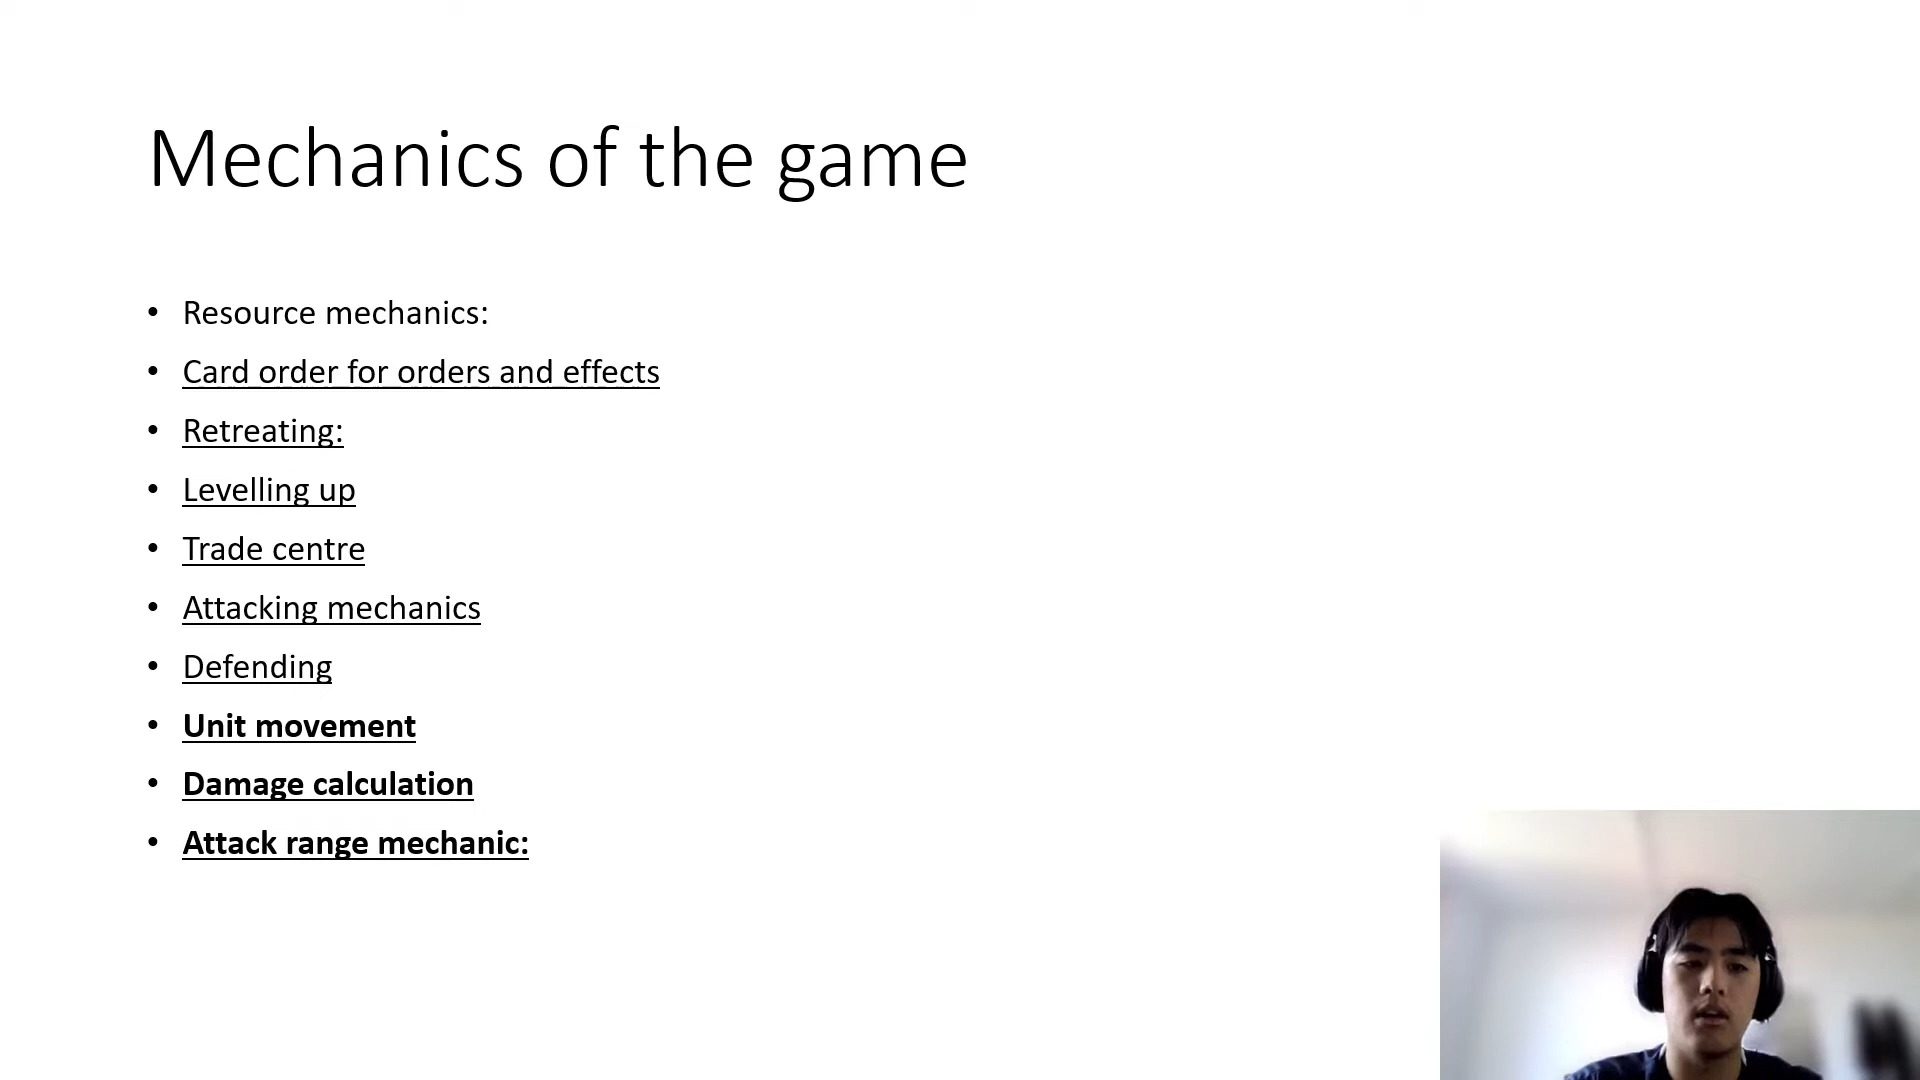 Mechanics of the game
• Resource mechanics:
• Card order for orders and effects
• Retreating:
• Levelling up
• Trade centre
• Attacking mechanics
• Defending
• Unit movement
• Damage calculation
• Attack range mechanic: